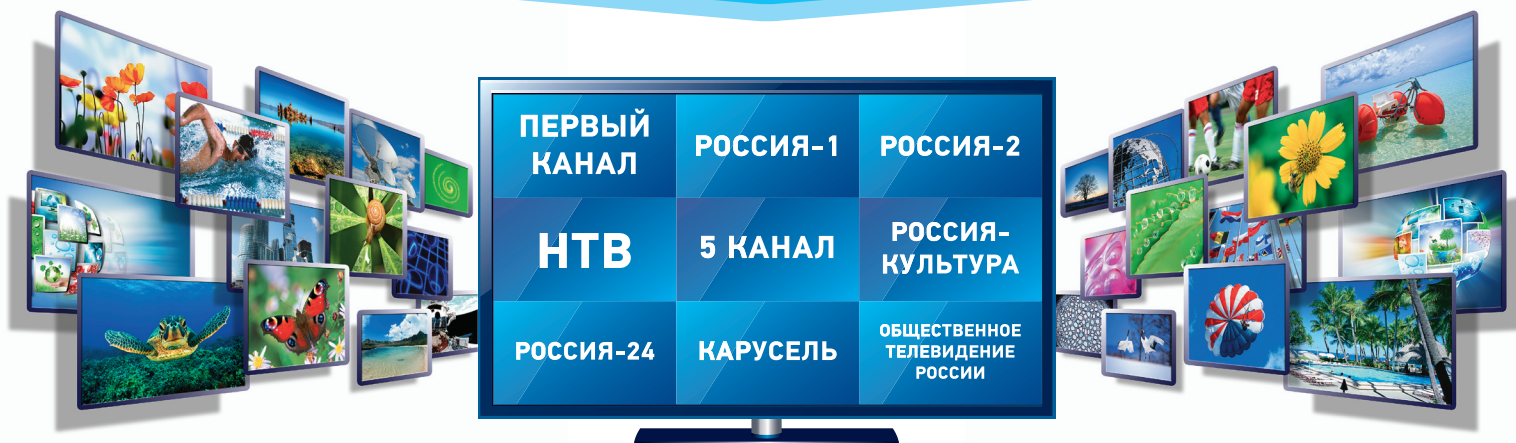 ПЕРВЫЙ
КАНАЛ
РОССИЯ-1
РОССИЯ-2
НТВ
5 КАНАЛ
РОССИЯ-
КУЛЬТУРА
РОССИЯ-24
КАРУСЕЛЬ
ОБЩЕСТВЕННОЕ
ТЕЛЕВИДЕНИЕ
РОССИИ